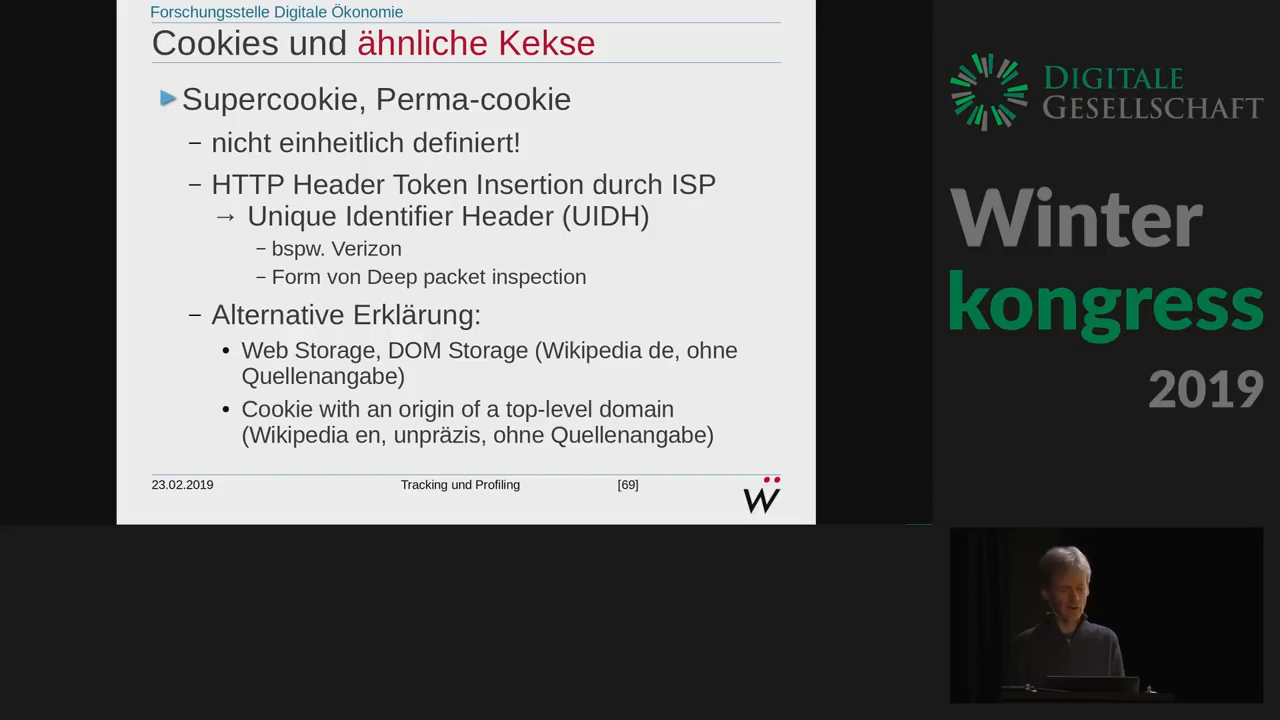 Forschungsstelle Digitale Ökonomie
Cookies und ähnliche Kekse
Supercookie, Perma-cookie
– nicht einheitlich definiert!
– HTTP Header Token Insertion durch ISP
→ Unique Identifier Header (UIDH)
– bspw. Verizon
– Form von Deep packet inspection
– Alternative Erklärung:
• Web Storage, DOM Storage (Wikipedia de, ohne
Quellenangabe)
• Cookie with an origin of a top-level domain
(Wikipedia en, unpräzis, ohne Quellenangabe)
23.02.2019 Tracking und Profiling [69]
Ẅ
DIGITALE
GESELLSCHAFT
Winter
kongress
2019